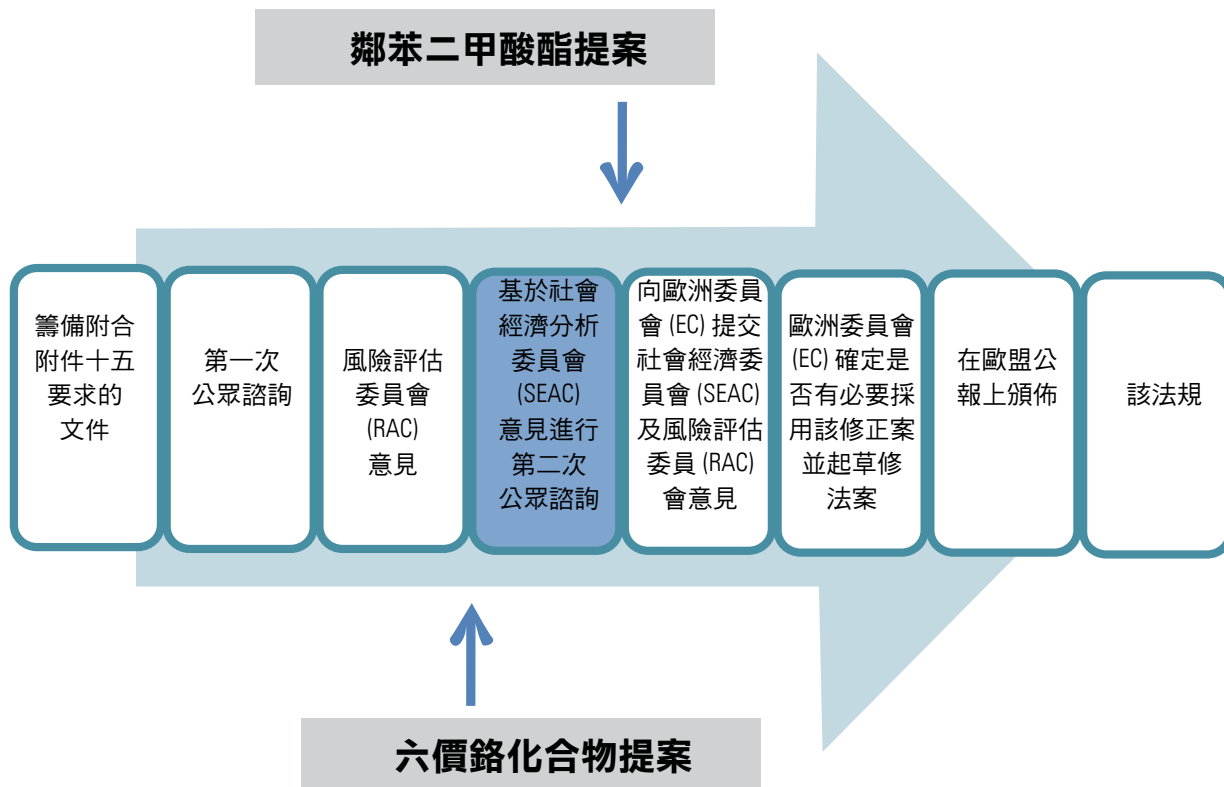 鄰苯二甲酸酯提案
籌備附合
附件十五
要求的
文件
第一次
公眾諮詢
風險評估
委員會
(RAC)
意見
基於社會
經濟分析
委員會
(SEAC)
意見進行
第二次
公眾諮詢
向歐洲委員
會 (EC) 提交
社會經濟委
員會 (SEAC)
及風險評估
委員 (RAC)
會意見
歐洲委員會
(EC) 確定是
否有必要採
用該修正案
並起草修
法案
在歐盟公
報上頒佈
該法規
六價鉻化合物提案